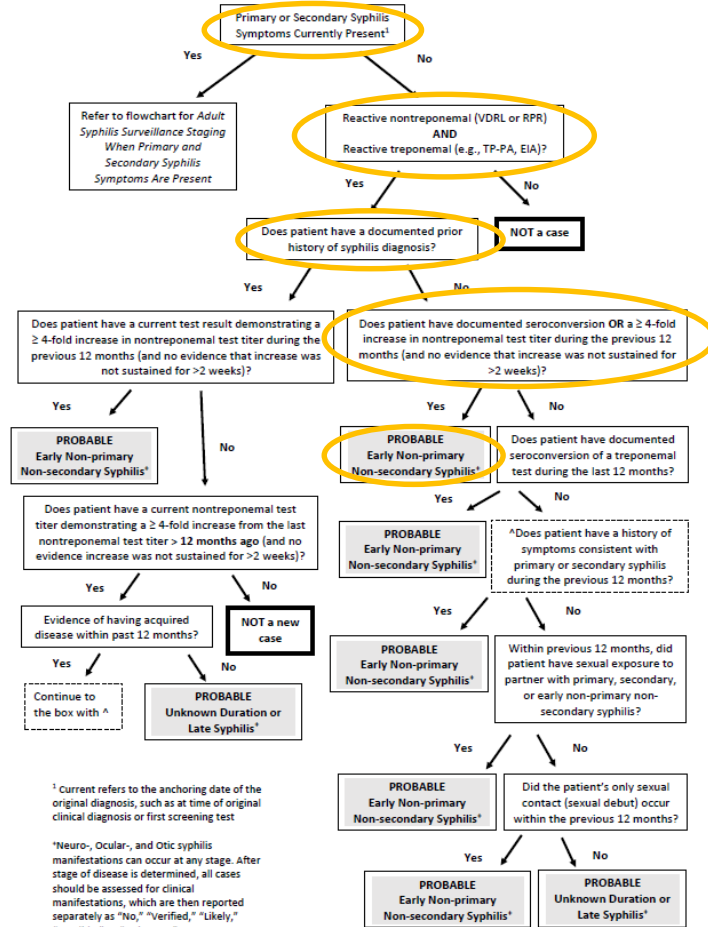 Primary or Secondary Syphilis
Symptoms Currently Present1
Yes
No
Refer to flowchart for Adult
Syphilis Surveillance Staging
When Primary and
Secondary Syphilis
Symptoms Are Present
Reactive nontreponemal (VDRL or RPR)
AND
Reactive treponemal (e.g., TP-PA, EIA)?
Yes
No
Does patient have a documented prior
history of syphilis diagnosis?
NOT a case
Yes
No
Does patient have a current test result demonstrating a
≥ 4-fold increase in nontreponemal test titer during the
previous 12 months (and no evidence that increase was
not sustained for >2 weeks)?
Does patient have documented seroconversion OR a ≥ 4-fold
increase in nontreponemal test titer during the previous 12
months (and no evidence that increase was not sustained for
>2 weeks)?
Yes
No
Yes
No
PROBABLE
Early Non-primary
Non-secondary Syphilis*
PROBABLE
Early Non-primary
Non-secondary Syphilis*
Does patient have documented
seroconversion of a treponemal
test during the last 12 months?
Does patient have a current nontreponemal test
titer demonstrating a ≥ 4-fold increase from the last
nontreponemal test titer > 12 months ago (and no
evidence increase was not sustained for >2 weeks)?
Yes
No
PROBABLE
Early Non-primary
Non-secondary Syphilis*
^Does patient have a history of
symptoms consistent with
primary or secondary syphilis
during the previous 12 months?
Yes
No
Evidence of having acquired
disease within past 12 months?
NOT a new
case
Yes
No
PROBABLE
Early Non-primary
Non-secondary Syphilis*
Within previous 12 months, did
patient have sexual exposure to
partner with primary, secondary,
or early non-primary non-
secondary syphilis?
Yes
No
Continue to
the box with ^
PROBABLE
Unknown Duration or
Late Syphilis*
Yes
No
PROBABLE
Early Non-primary
Non-secondary Syphilis*
Did the patient's only sexual
contact (sexual debut) occur
within the previous 12 months?
Yes
No
PROBABLE
Early Non-primary
Non-secondary Syphilis*
PROBABLE
Unknown Duration or
Late Syphilis*
1 Current refers to the anchoring date of the
original diagnosis, such as at time of original
clinical diagnosis or first screening test
*Neuro-, Ocular-, and Otic syphilis
manifestations can occur at any stage. After
stage of disease is determined, all cases
should be assessed for clinical
manifestations, which are then reported
separately as "No," "Verified," "Likely,"